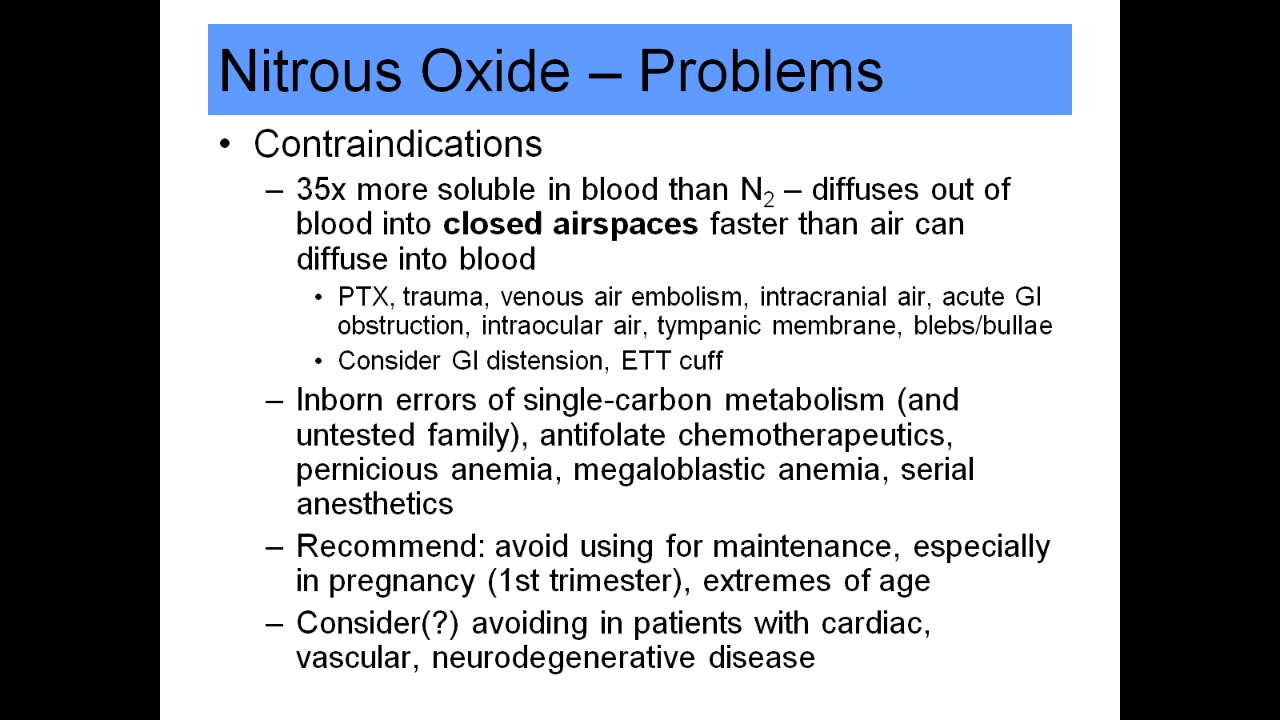 Nitrous Oxide – Problems
• Contraindications
– 35x more soluble in blood than N₂ – diffuses out of
blood into closed airspaces faster than air can
diffuse into blood
• PTX, trauma, venous air embolism, intracranial air, acute GI
obstruction, intraocular air, tympanic membrane, blebs/bullae
• Consider GI distension, ETT cuff
– Inborn errors of single-carbon metabolism (and
untested family), antifolate chemotherapeutics,
pernicious anemia, megaloblastic anemia, serial
anesthetics
– Recommend: avoid using for maintenance, especially
in pregnancy (1st trimester), extremes of age
– Consider(?) avoiding in patients with cardiac,
vascular, neurodegenerative disease